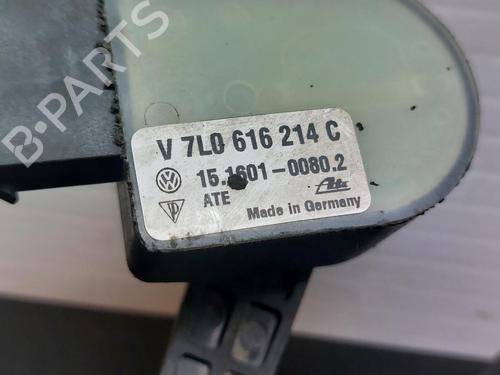 V 7L0 616 214 C
15.1601-0080.2
ATE
Ate
Made in Germany
B-PARTS